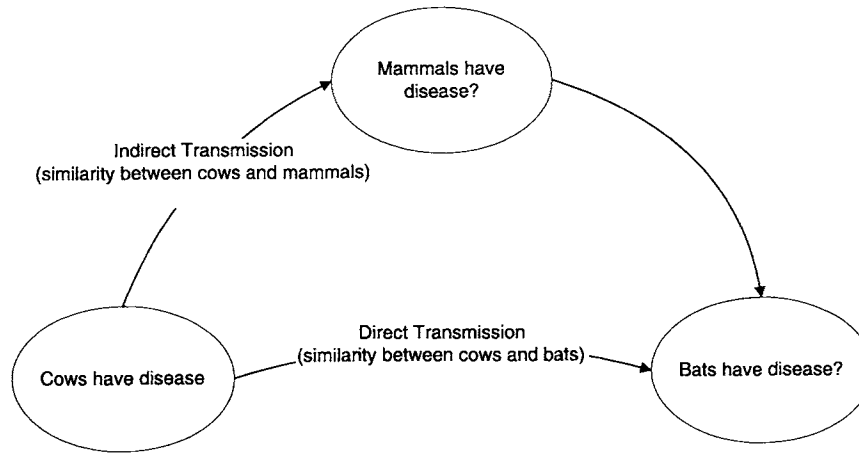 Mammals have
disease?
Indirect Transmission
(similarity between cows and mammals)
Direct Transmission
(similarity between cows and bats)
Cows have disease
Bats have disease?